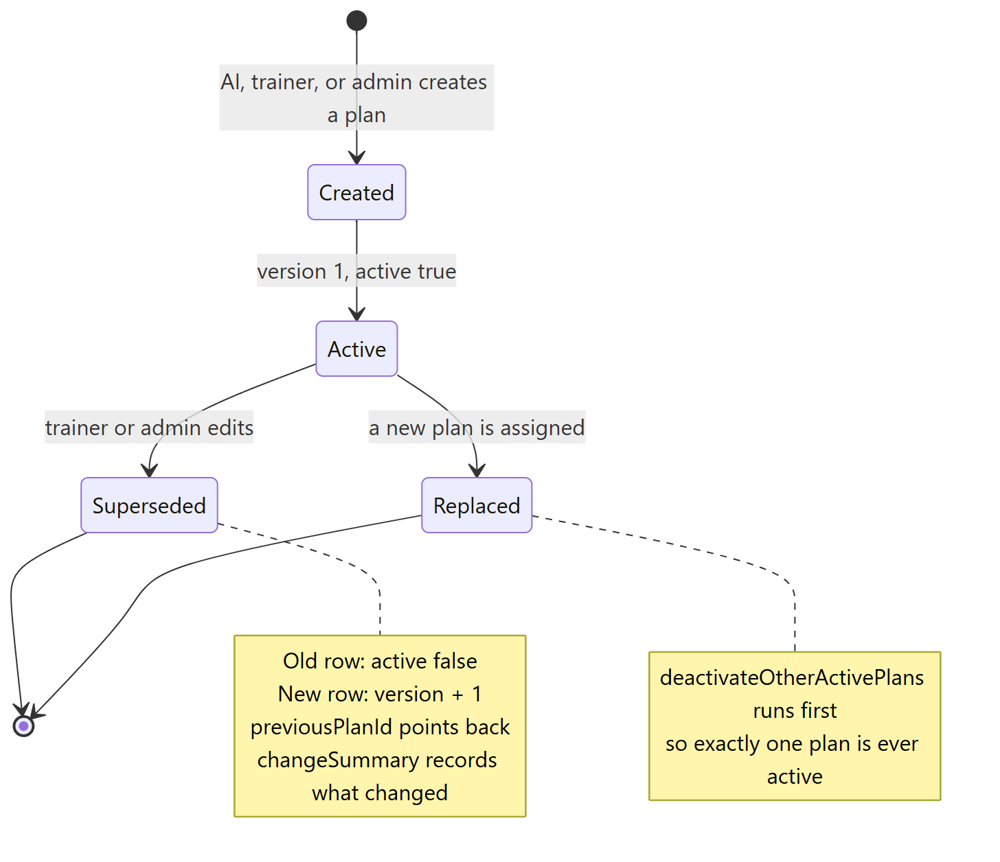 AI, trainer, or admin creates
a plan
Created
version 1, active true
Active
trainer or admin edits
a new plan is assigned
Superseded
Replaced
Old row: active false
New row: version + 1
previousPlanId points back
changeSummary records
what changed
deactivateOtherActivePlans
runs first
so exactly one plan is ever
active